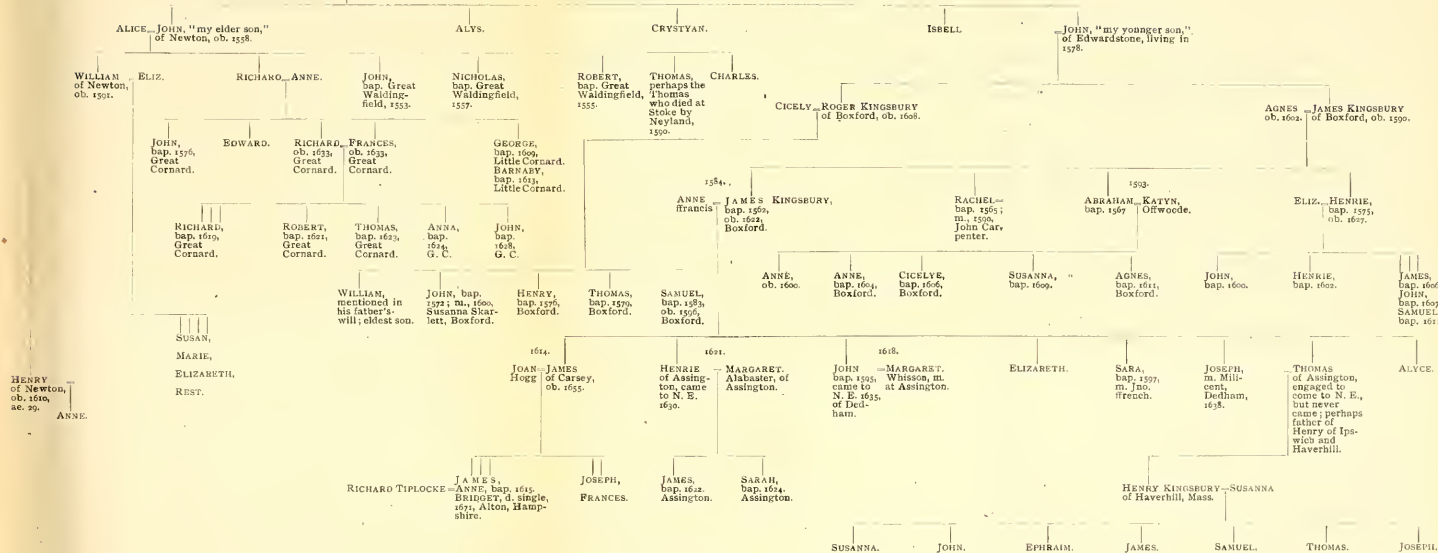 ALICE=JOHN, "my elder son,"
of Newton, ob. 1558.
ALYS.
CRYSTYAN.
ISBELL
=JOHN, "my younger son,"
of Edwardstone, living in
1578.
WILLIAM
of Newton,
ob. 1591.
ELIZ.
RICHARD=ANNE.
JOHN,
bap. Great
Walding-
field, 1553.
NICHOLAS,
bap. Great
Waldingfield,
1557.
ROBERT,
bap. Great
Waldingfield,
1555.
THOMAS,
perhaps the
Thomas
who died at
Stoke by
Neyland,
1590.
CHARLES.
CICELY=ROGER KINGSBURY
of Boxford, ob. 1608.
AGNES=JAMES KINGSBURY
ob. 1602. of Boxford, ob. 1590.
JOHN,
bap. 1576,
Great
Cornard.
EDWARD.
RICHARD=FRANCES,
ob. 1633, ob. 1633,
Great Great
Cornard. Cornard.
GEORGE,
bap. 1609,
Little Cornard.
BARNABY,
bap. 1613,
Little Cornard.
1584.
ANNE=JAMES KINGSBURY,
ffrancis bap. 1562,
ob. 1622,
Boxford.
RACHEL=
bap. 1565;
m., 1590,
John Car-
penter.
1593.
ABRAHAM=KATYN,
bap. 1567 Offwoode.
ELIZ.=HENRIE,
bap. 1575,
ob. 1627.
RICHARD,
bap. 1619,
Great
Cornard.
ROBERT,
bap. 1621,
Great
Cornard.
THOMAS,
bap. 1623,
Great
Cornard.
ANNA,
bap.
1624,
G. C.
JOHN,
bap.
1628,
G. C.
ANNE,
ob. 1600.
ANNE,
bap. 1604,
Boxford.
CICELYE,
bap. 1606,
Boxford.
SUSANNA,
bap. 1609.
AGNES,
bap. 1611,
Boxford.
JOHN,
bap. 1600.
HENRIE,
bap. 1602.
JAMES,
bap. 1606
JOHN,
bap. 1607
SAMUEL
bap. 161
WILLIAM,
mentioned in
his father's
will; eldest son.
JOHN, bap.
1572; m., 1600,
Susanna Skar-
lett, Boxford.
HENRY,
bap. 1576,
Boxford.
THOMAS,
bap. 1579,
Boxford.
SAMUEL,
bap. 1583,
ob. 1596,
Boxford.
SUSAN,
MARIE,
ELIZABETH,
REST.
HENRY=
of Newton,
ob. 1610,
ae. 29.
ANNE.
1614.
JOAN=JAMES
Hogg of Carsey,
ob. 1655.
1621.
HENRIE=MARGARET.
of Assing- Alabaster, of
ton, came Assington.
to N. E.
1630.
1618.
JOHN=MARGARET.
bap. 1595, Whisson, m.
came to at Assington.
N. E. 1635,
of Ded-
ham.
ELIZABETH.
SARA,
bap. 1597,
m. Jno.
ffrench.
JOSEPH,
m. Mili-
cent,
Dedham,
1638.
=THOMAS
of Assington,
engaged to
come to N. E.,
but never
came; perhaps
father of
Henry of Ips-
wich and
Haverhill.
ALYCE.
JAMES,
RICHARD TIPLOCKE=ANNE, bap. 1615.
BRIDGET, d. single,
1671, Alton, Hamp-
shire.
JOSEPH,
FRANCES.
JAMES,
bap. 1622.
Assington.
SARAH,
bap. 1624.
Assington.
HENRY KINGSBURY=SUSANNA
of Haverhill, Mass.
SUSANNA.
JOHN.
EPHRAIM.
JAMES.
SAMUEL.
THOMAS.
JOSEPH.